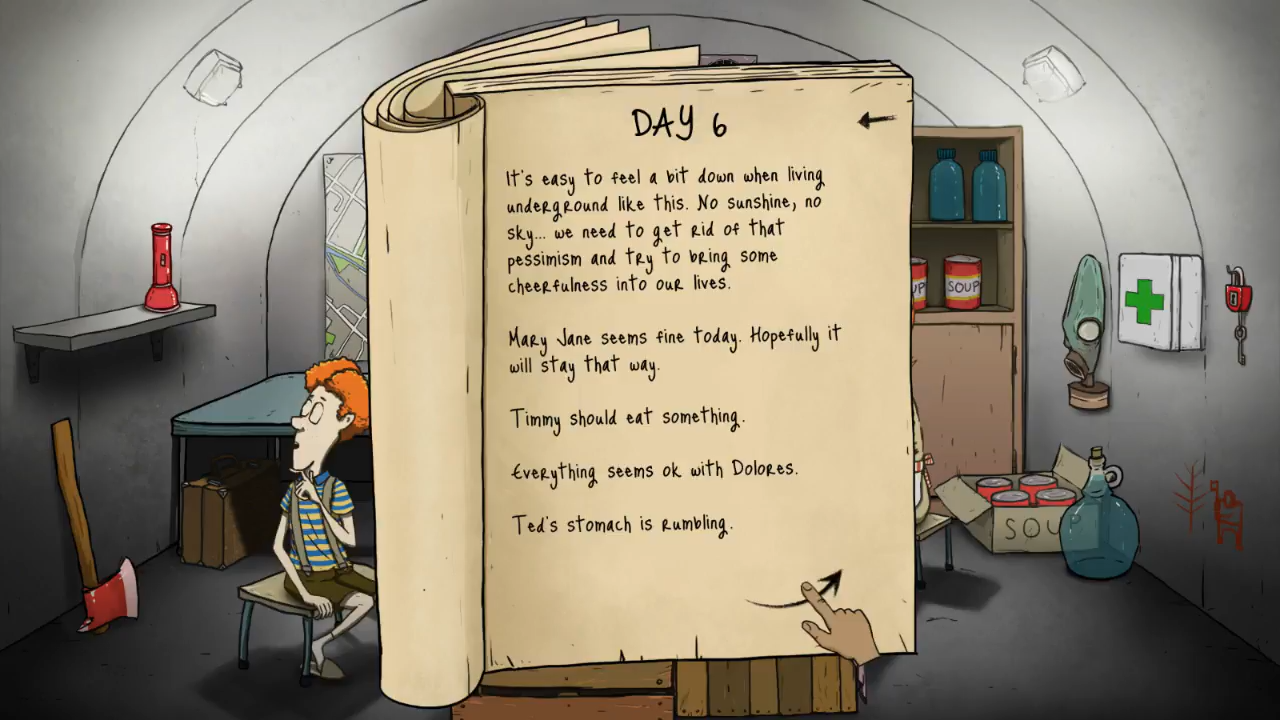 DAY 6
It's easy to feel a bit down when living
underground like this. No sunshine, no
sky... we need to get rid of that
pessimism and try to bring some
cheerfulness into our lives.
Mary Jane seems fine today. Hopefully it
will stay that way.
Timmy should eat something.
Everything seems ok with Dolores.
Ted's stomach is rumbling.
SOUP
SOUP